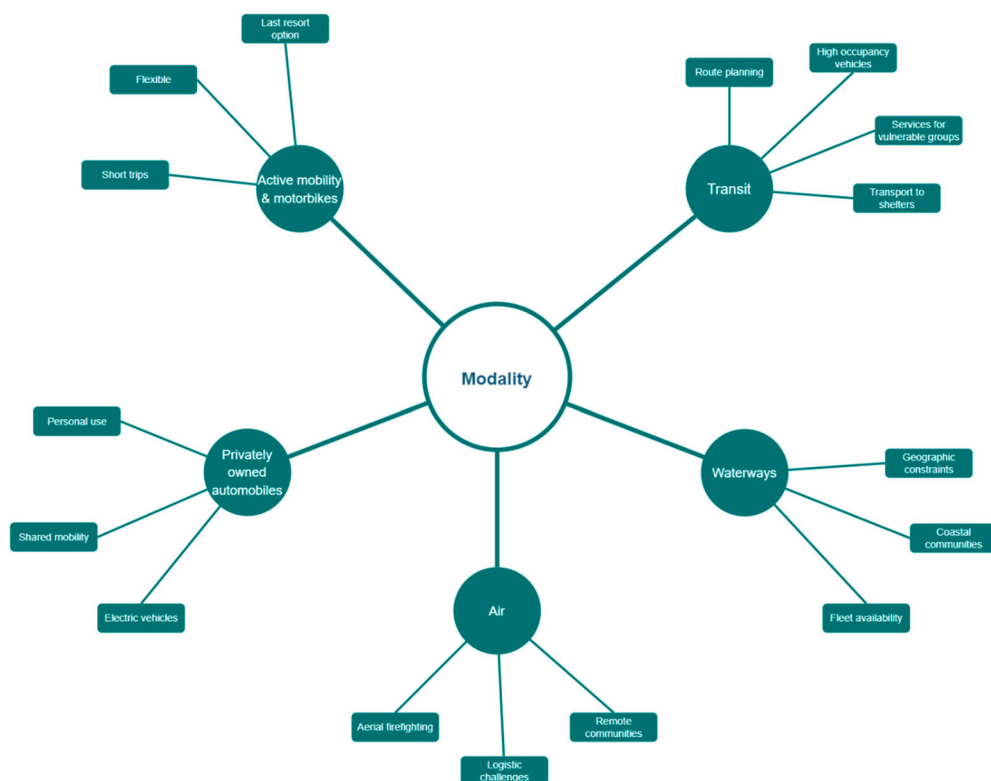 Last resort
option
Flexible
Short trips
Active mobility
& motorbikes
Route planning
High occupancy
vehicles
Services for
vulnerable groups
Transport to
shelters
Transit
Modality
Personal use
Shared mobility
Electric vehicles
Privately
owned
automobiles
Waterways
Geographic
constraints
Coastal
communities
Fleet availability
Air
Aerial firefighting
Logistic
challenges
Remote
communities